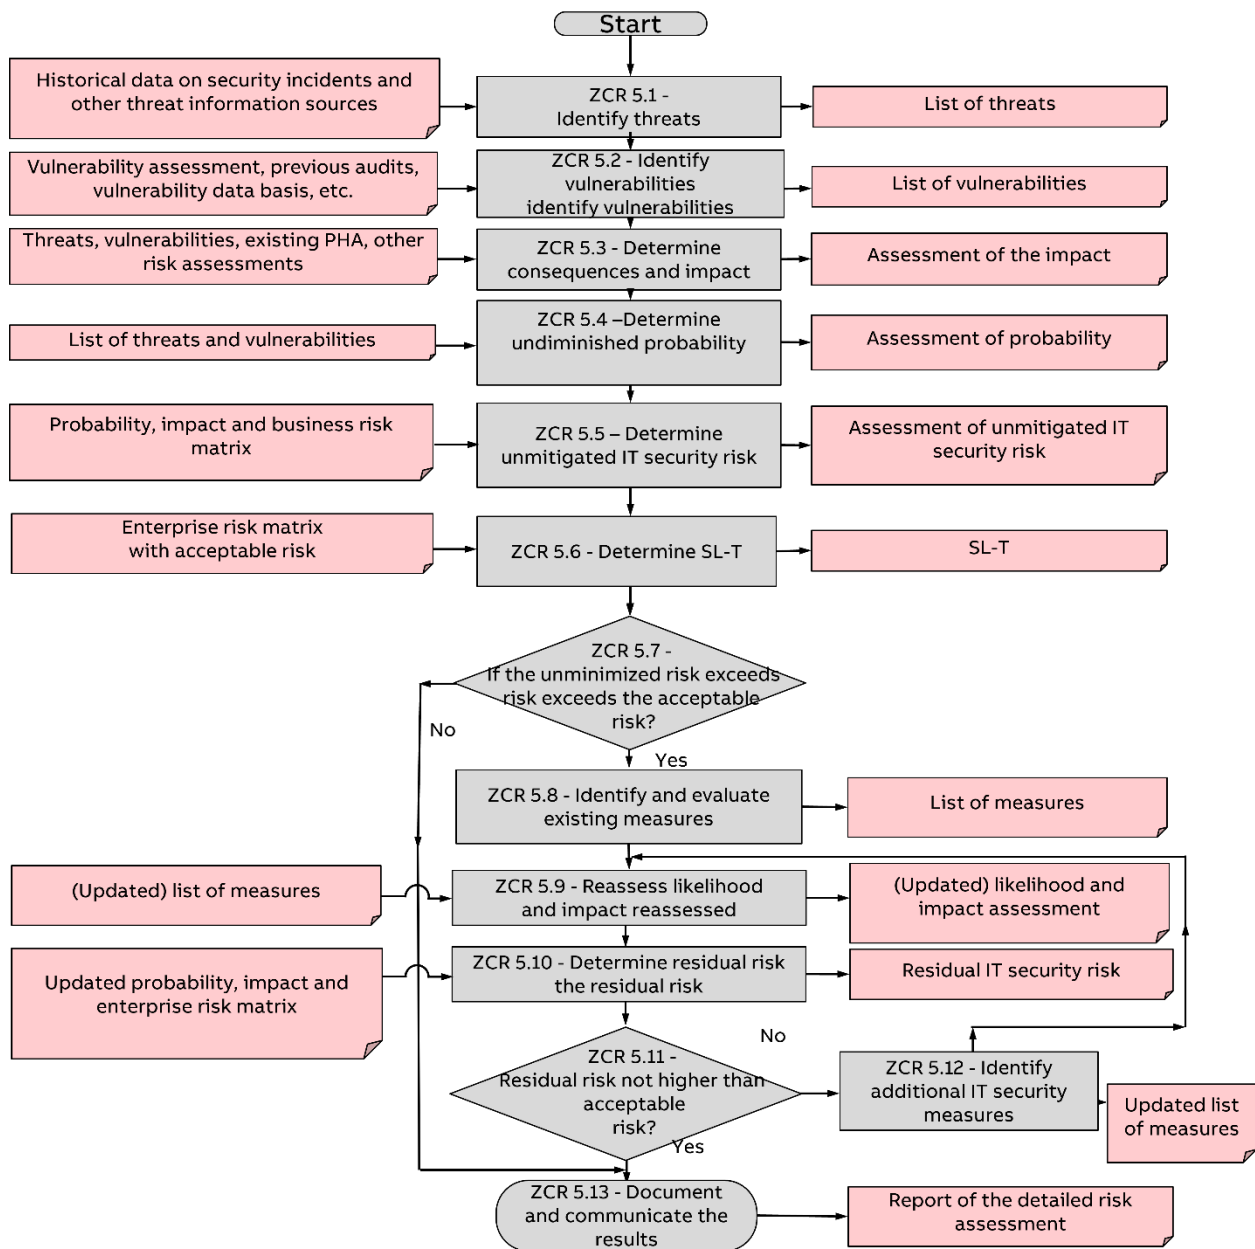 Start
Historical data on security incidents and
other threat information sources
ZCR 5.1 -
Identify threats
List of threats
Vulnerability assessment, previous audits,
vulnerability data basis, etc.
ZCR 5.2 - Identify
vulnerabilities
identify vulnerabilities
List of vulnerabilities
Threats, vulnerabilities, existing PHA, other
risk assessments
ZCR 5.3 - Determine
consequences and impact
Assessment of the impact
List of threats and vulnerabilities
ZCR 5.4 –Determine
undiminished probability
Assessment of probability
Probability, impact and business risk
matrix
ZCR 5.5 – Determine
unmitigated IT security risk
Assessment of unmitigated IT
security risk
Enterprise risk matrix
with acceptable risk
ZCR 5.6 - Determine SL-T
SL-T
ZCR 5.7 -
If the unminimized risk exceeds
risk exceeds the acceptable
risk?
No
Yes
ZCR 5.8 - Identify and evaluate
existing measures
List of measures
(Updated) list of measures
ZCR 5.9 - Reassess likelihood
and impact reassessed
(Updated) likelihood and
impact assessment
Updated probability, impact and
enterprise risk matrix
ZCR 5.10 - Determine residual risk
the residual risk
Residual IT security risk
No
ZCR 5.11 -
Residual risk not higher than
acceptable
risk?
Yes
ZCR 5.12 - Identify
additional IT security
measures
Updated list
of measures
ZCR 5.13 - Document
and communicate the
results
Report of the detailed risk
assessment